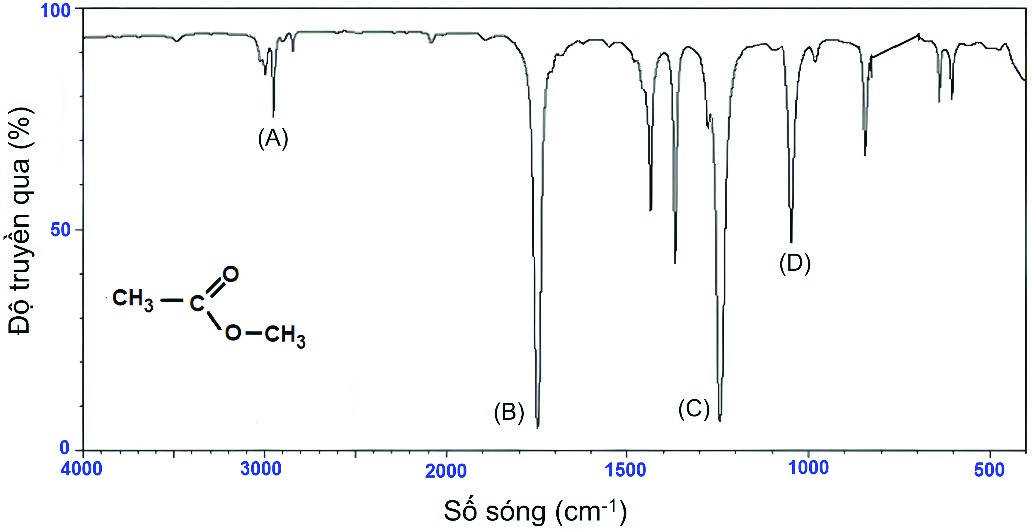 100
50
0
Độ truyền qua (%)
(A)
(B)
(C)
(D)
CH3
C
O
O
CH3
4000
3000
2000
1500
1000
500
Số sóng (cm-1)